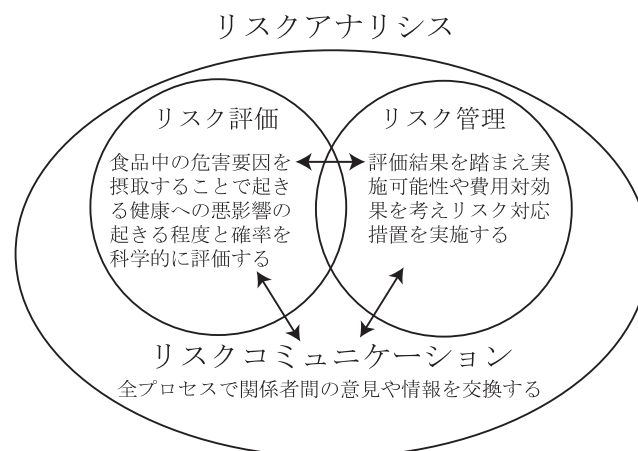 リスクアナリシス
リスク評価
食品中の危害要因を
摂取することで起き
る健康への悪影響の
起きる程度と確率を
科学的に評価する
リスク管理
評価結果を踏まえ実
施可能性や費用対効
果を考えリスク対応
措置を実施する
リスクコミュニケーション
全プロセスで関係者間の意見や情報を交換する